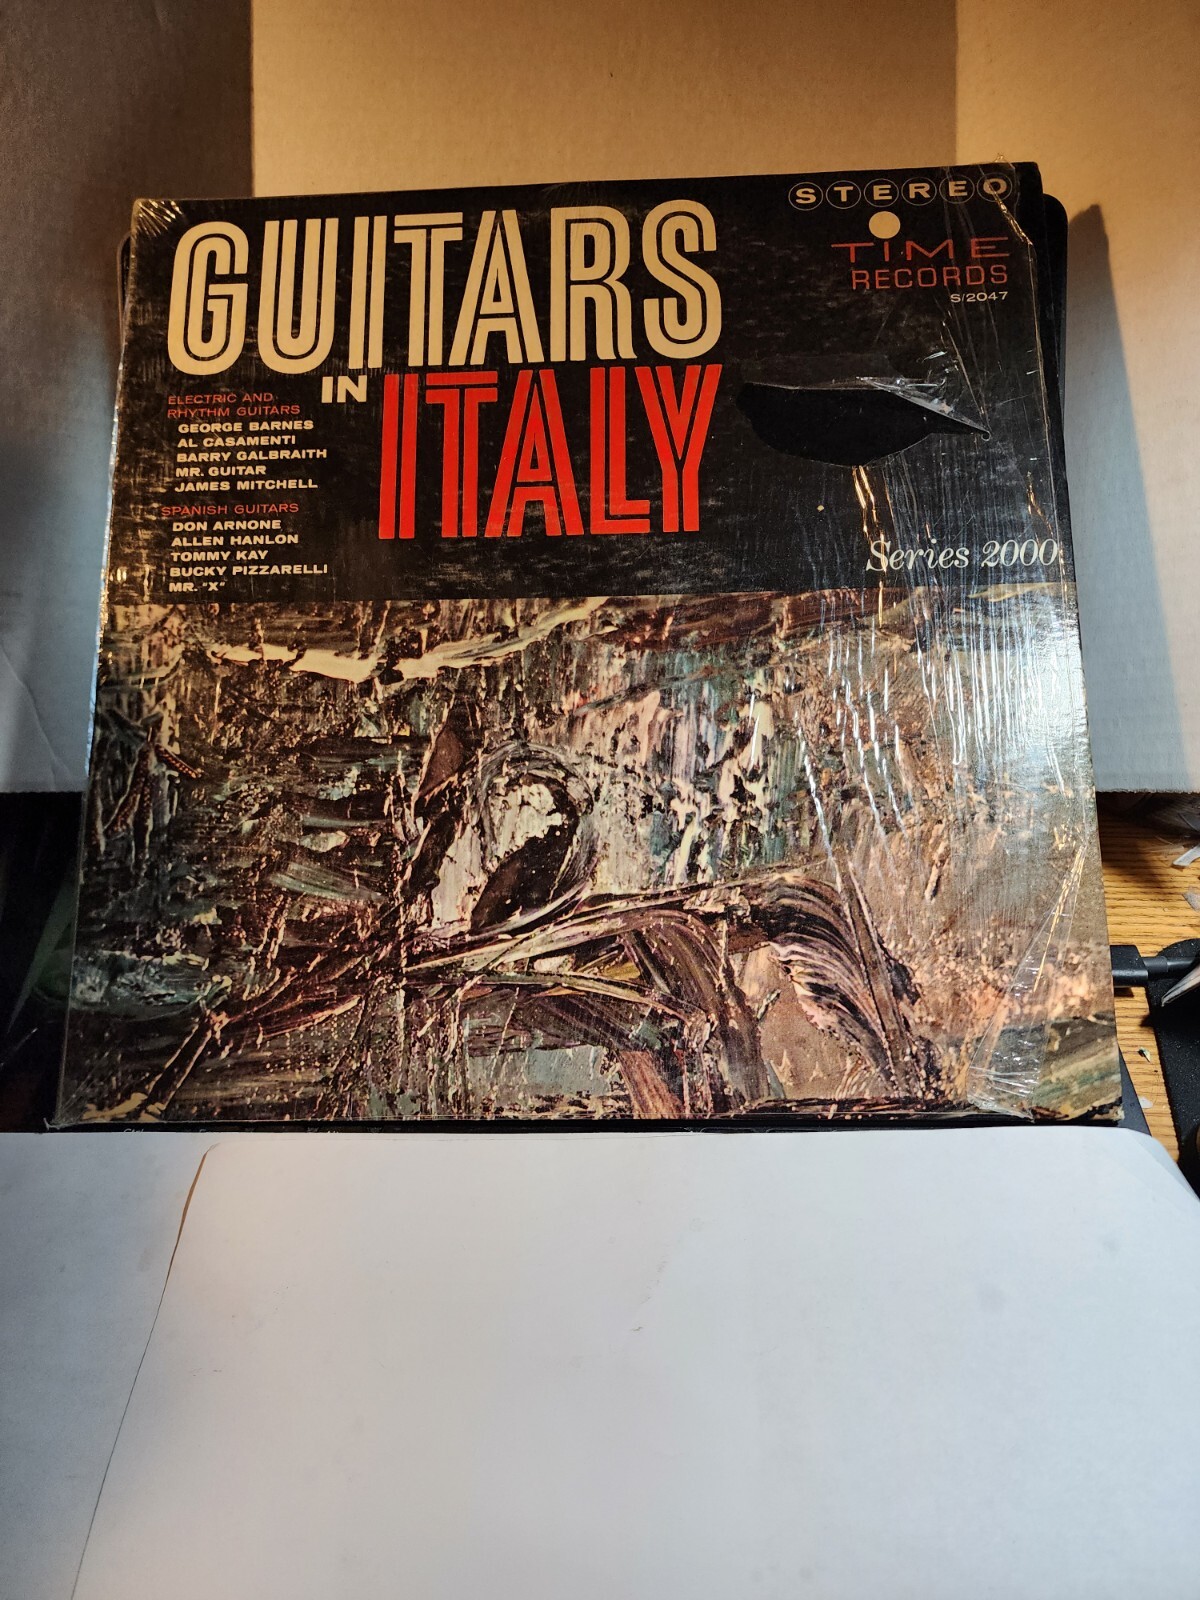 STEREO
TIME
RECORDS
S/2047
GUITARS
IN ITALY
ELECTRIC AND
RHYTHM GUITARS
GEORGE BARNES
AL CASAMENTI
BARRY GALBRAITH
MR. GUITAR
JAMES MITCHELL
SPANISH GUITARS
DON ARNONE
ALLEN HANLON
TOMMY KAY
BUCKY PIZZARELLI
MR. "X"
Series 2000